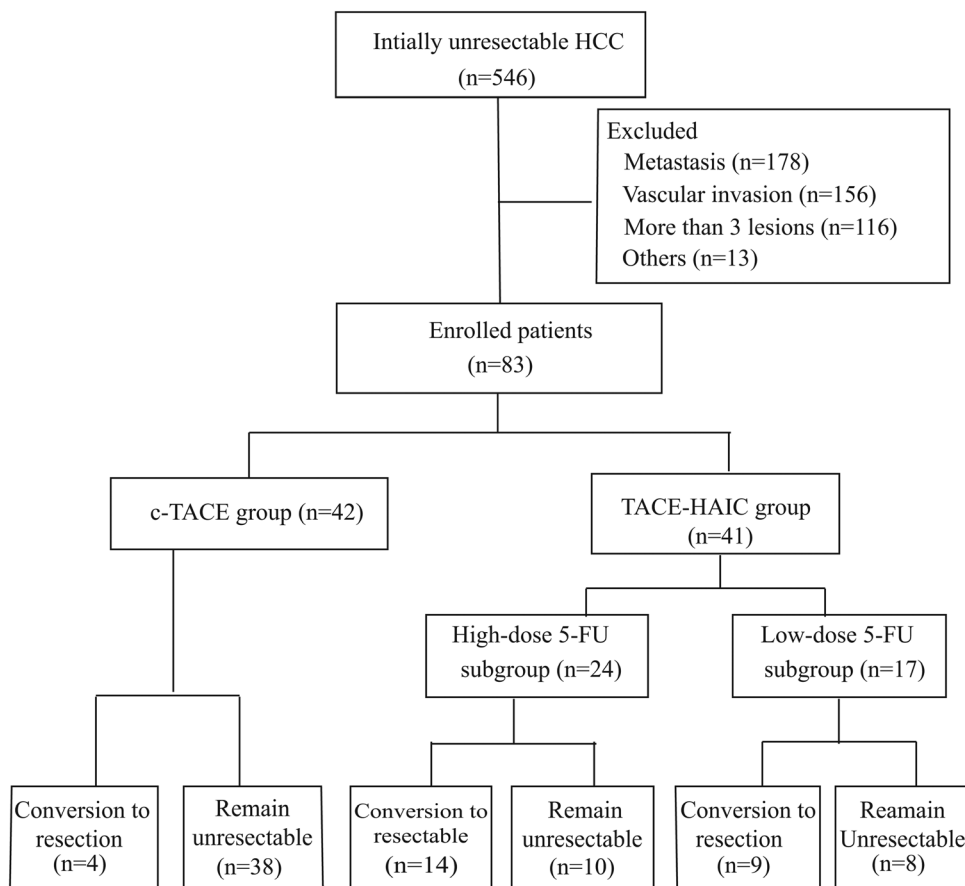 Intially unresectable HCC
(n=546)
Excluded
Metastasis (n=178)
Vascular invasion (n=156)
More than 3 lesions (n=116)
Others (n=13)
Enrolled patients
(n=83)
c-TACE group (n=42)
TACE-HAIC group
(n=41)
High-dose 5-FU
subgroup (n=24)
Low-dose 5-FU
subgroup (n=17)
Conversion to
resection
(n=4)
Remain
unresectable
(n=38)
Conversion to
resectable
(n=14)
Remain
unresectable
(n=10)
Conversion to
resection
(n=9)
Reamain
Unresectable
(n=8)